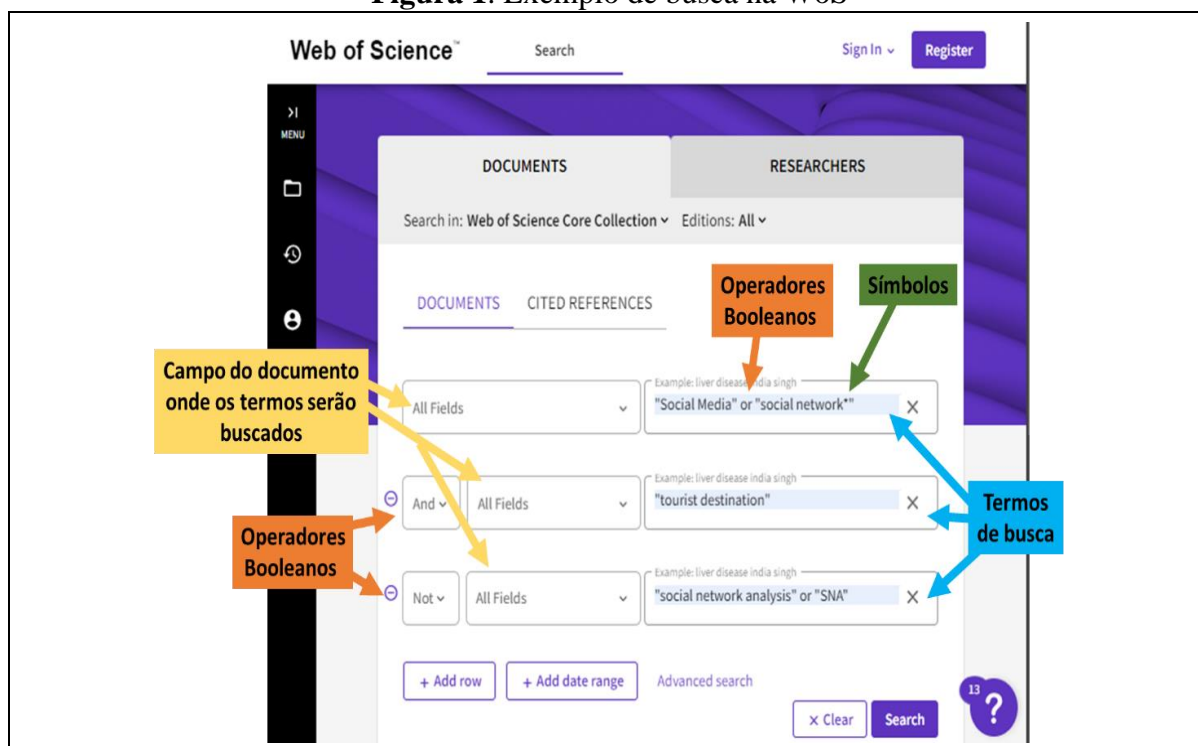 Figura 1. Exemplo de busca na WoS
Web of Science™
Search
Sign In
Register
>I
MENU
DOCUMENTS
RESEARCHERS
Search in: Web of Science Core Collection
Editions: All
DOCUMENTS
CITED REFERENCES
Operadores
Booleanos
Símbolos
Campo do documento
onde os termos serão
buscados
All Fields
Example: liver disease india singh
"Social Media" or "social network*"
X
And
All Fields
Example: liver disease india singh
"tourist destination"
X
Termos
de busca
Operadores
Booleanos
Not
All Fields
Example: liver disease india singh
"social network analysis" or "SNA"
X
+ Add row
+ Add date range
Advanced search
13
?
× Clear
Search